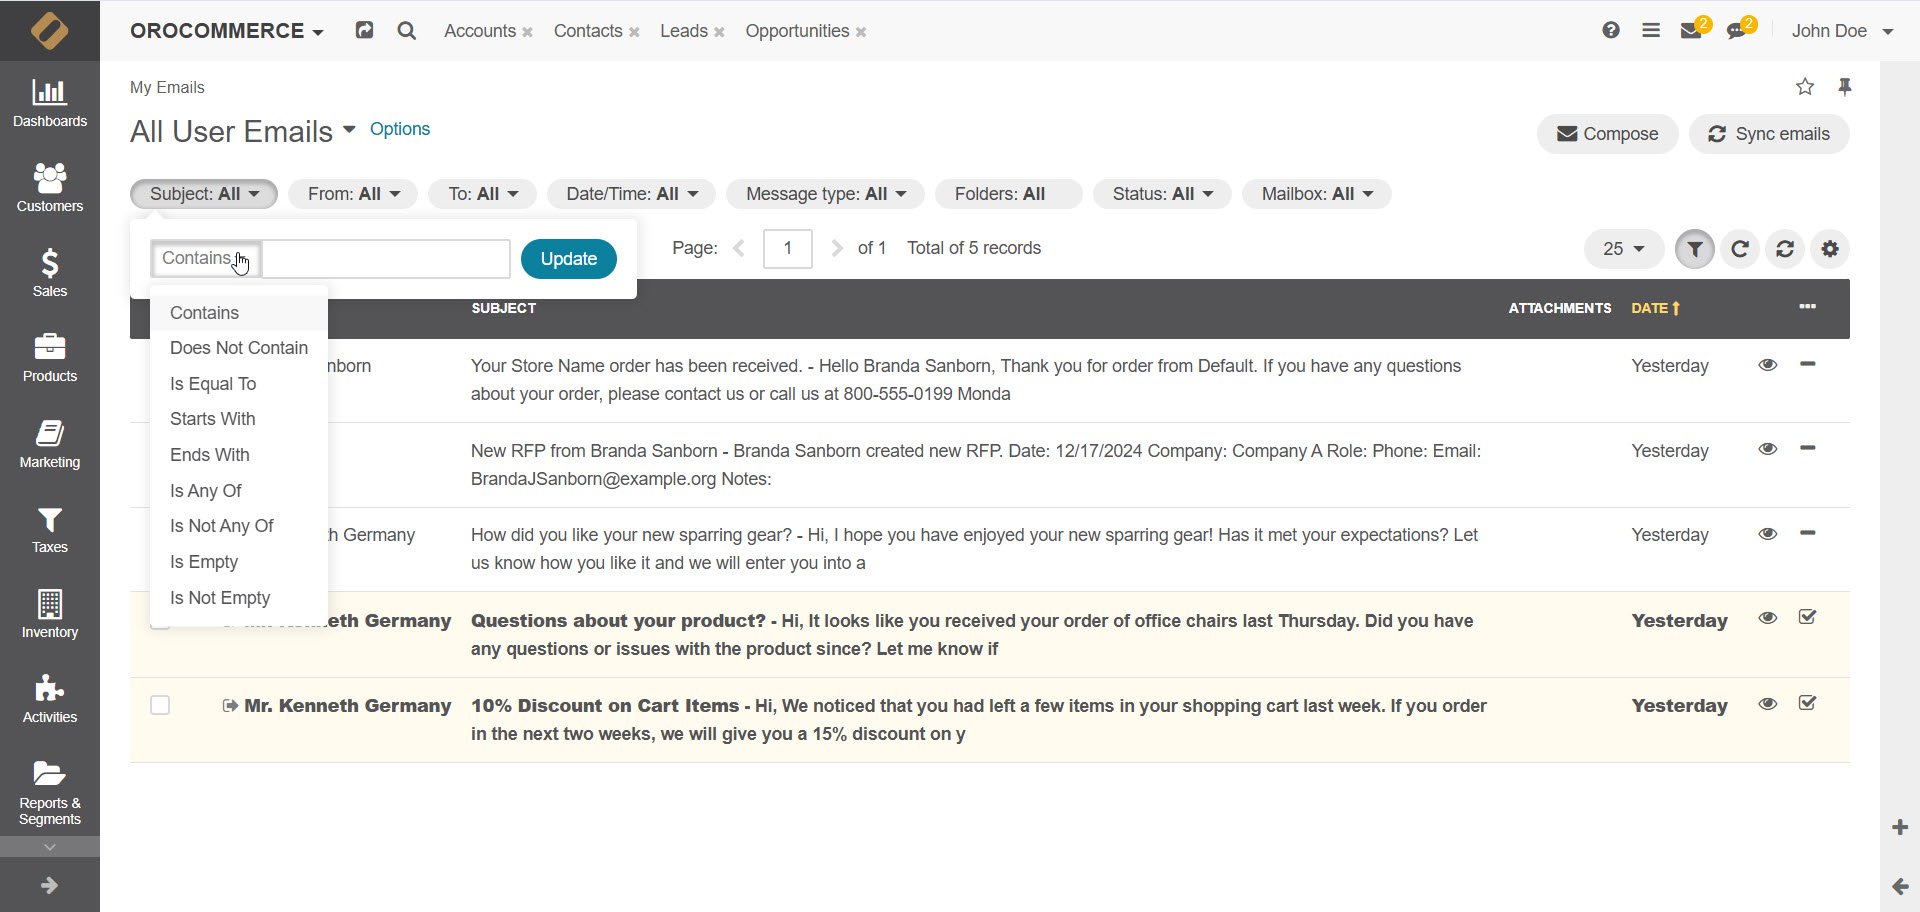 OROCOMMERCE
Accounts
Contacts
Leads
Opportunities
2
2
John Doe
Dashboards
Customers
Sales
Products
Marketing
Taxes
Inventory
Activities
Reports &
Segments
My Emails
All User Emails
Options
Compose
Sync emails
Subject: All
From: All
To: All
Date/Time: All
Message type: All
Folders: All
Status: All
Mailbox: All
Contains
Update
Page:
1
of 1
Total of 5 records
25
Contains
Does Not Contain
Is Equal To
Starts With
Ends With
Is Any Of
Is Not Any Of
Is Empty
Is Not Empty
SUBJECT
ATTACHMENTS
DATE
nborn
Your Store Name order has been received. - Hello Branda Sanborn, Thank you for order from Default. If you have any questions
about your order, please contact us or call us at 800-555-0199 Monda
Yesterday
New RFP from Branda Sanborn - Branda Sanborn created new RFP. Date: 12/17/2024 Company: Company A Role: Phone: Email:
BrandaJSanborn@example.org Notes:
Yesterday
h Germany
How did you like your new sparring gear? - Hi, I hope you have enjoyed your new sparring gear! Has it met your expectations? Let
us know how you like it and we will enter you into a
Yesterday
eth Germany
Questions about your product? - Hi, It looks like you received your order of office chairs last Thursday. Did you have
any questions or issues with the product since? Let me know if
Yesterday
Mr. Kenneth Germany
10% Discount on Cart Items - Hi, We noticed that you had left a few items in your shopping cart last week. If you order
in the next two weeks, we will give you a 15% discount on y
Yesterday